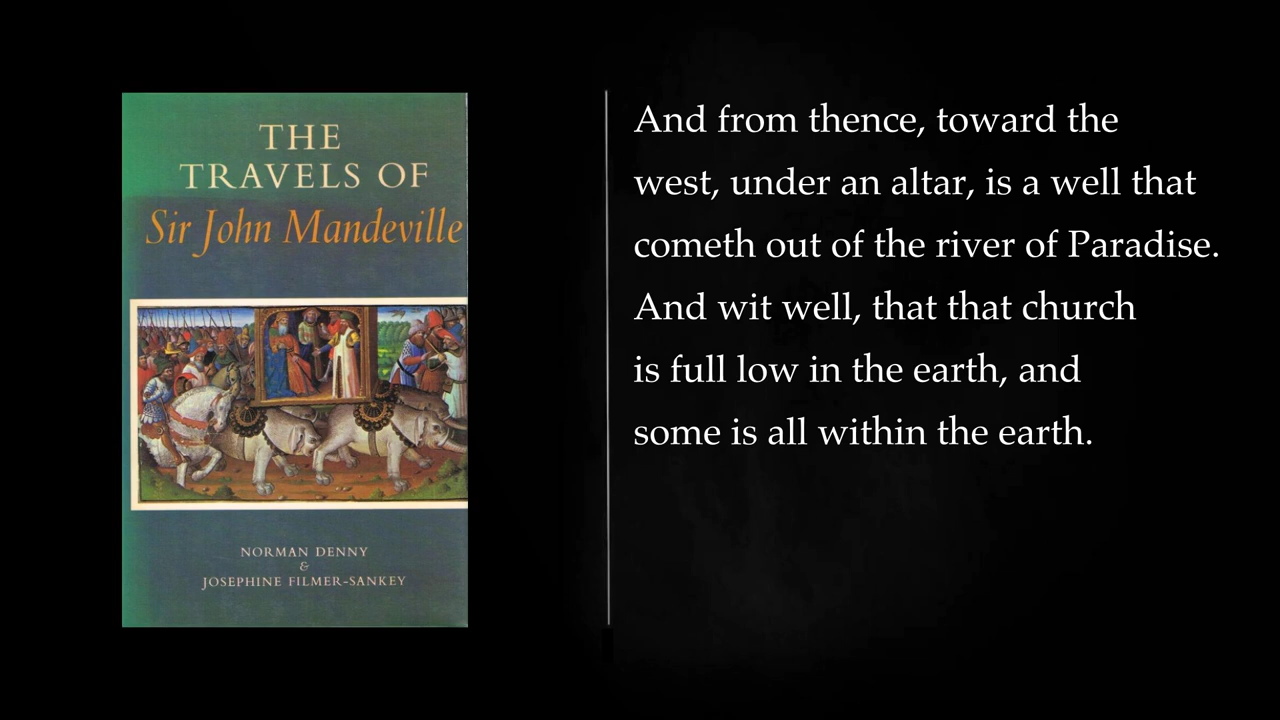 THE
TRAVELS OF
Sir John Mandeville
NORMAN DENNY
&
JOSEPHINE FILMER-SANKEY
And from thence, toward the
west, under an altar, is a well that
cometh out of the river of Paradise.
And wit well, that that church
is full low in the earth, and
some is all within the earth.